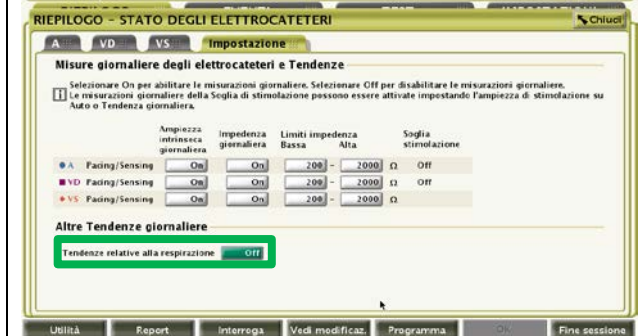 RIEPILOGO - STATO DEGLI ELETTROCATETERI
Chiudi
A VD VS Impostazione
Misure giornaliere degli elettrocateteri e Tendenze
Selezionare On per abilitare le misurazioni giornaliere. Selezionare Off per disabilitare le misurazioni giornaliere.
Le misurazioni giornaliere della Soglia di stimolazione possono essere attivate impostando l'ampiezza di stimolazione su
Auto o Tendenza giornaliera.
Ampiezza
intrinseca
giornaliera
Impedenza
giornaliera
Limiti impedenza
Bassa Alta
Soglia
stimolazione
A Pacing/Sensing On On 200 - 2000 Ω Off
VD Pacing/Sensing On On 200 - 2000 Ω Off
VS Pacing/Sensing On On 200 - 2000 Ω
Altre Tendenze giornaliere
Tendenze relative alla respirazione Off
Utilità Report Interroga Vedi modificaz. Programma Fine sessione